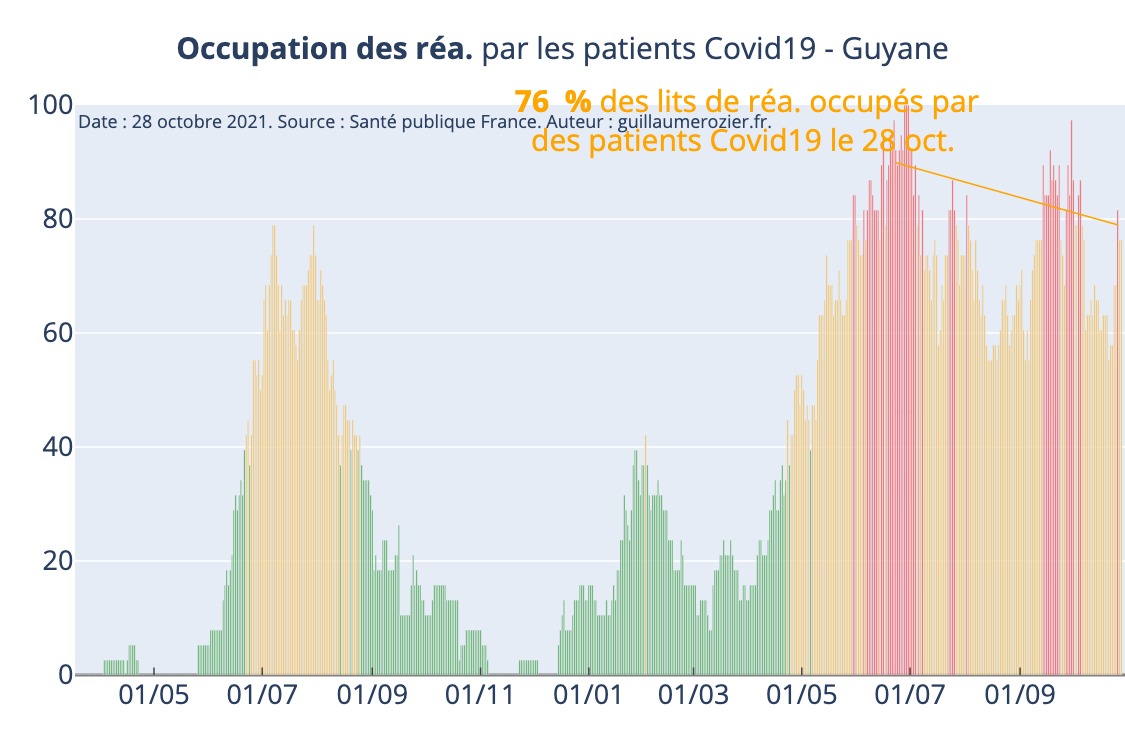 Occupation des réa. par les patients Covid19 - Guyane
76 % des lits de réa. occupés par
des patients Covid19 le 28 oct.
Date : 28 octobre 2021. Source : Santé publique France. Auteur : guillaumerozier.fr.
100
80
60
40
20
0
01/05 01/07 01/09 01/11 01/01 01/03 01/05 01/07 01/09